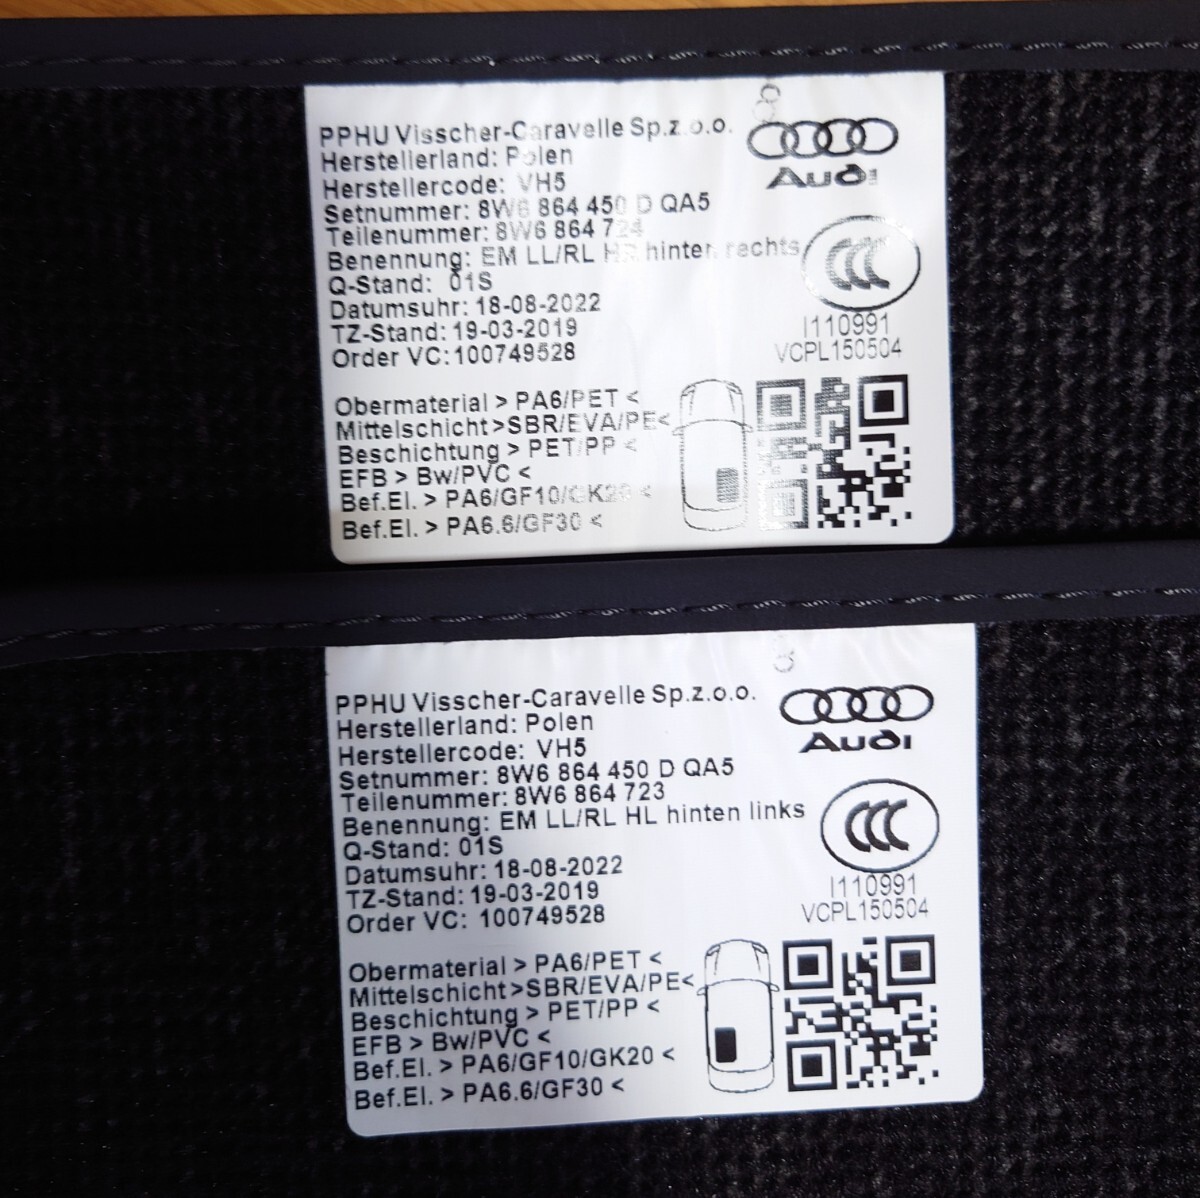 PPHU Visscher-Caravelle Sp.z.o.o.
Herstellerland: Polen
Herstellercode: VH5
Setnummer: 8W6 864 450 D QA5
Teilenummer: 8W6 864 724
Benennung: EM LL/RL HR hinten rechts
Q-Stand: 01S
Datumsuhr: 18-08-2022
TZ-Stand: 19-03-2019
Order VC: 100749528
Audi
CCC
I110991
VCPL150504
Obermaterial > PA6/PET <
Mittelschicht >SBR/EVA/PE<
Beschichtung > PET/PP <
EFB > Bw/PVC <
Bef.El. > PA6/GF10/GK20 <
Bef.El. > PA6.6/GF30 <
PPHU Visscher-Caravelle Sp.z.o.o.
Herstellerland: Polen
Herstellercode: VH5
Setnummer: 8W6 864 450 D QA5
Teilenummer: 8W6 864 723
Benennung: EM LL/RL HL hinten links
Q-Stand: 01S
Datumsuhr: 18-08-2022
TZ-Stand: 19-03-2019
Order VC: 100749528
Audi
CCC
I110991
VCPL150504
Obermaterial > PA6/PET <
Mittelschicht >SBR/EVA/PE<
Beschichtung > PET/PP <
EFB > Bw/PVC <
Bef.El. > PA6/GF10/GK20 <
Bef.El. > PA6.6/GF30 <